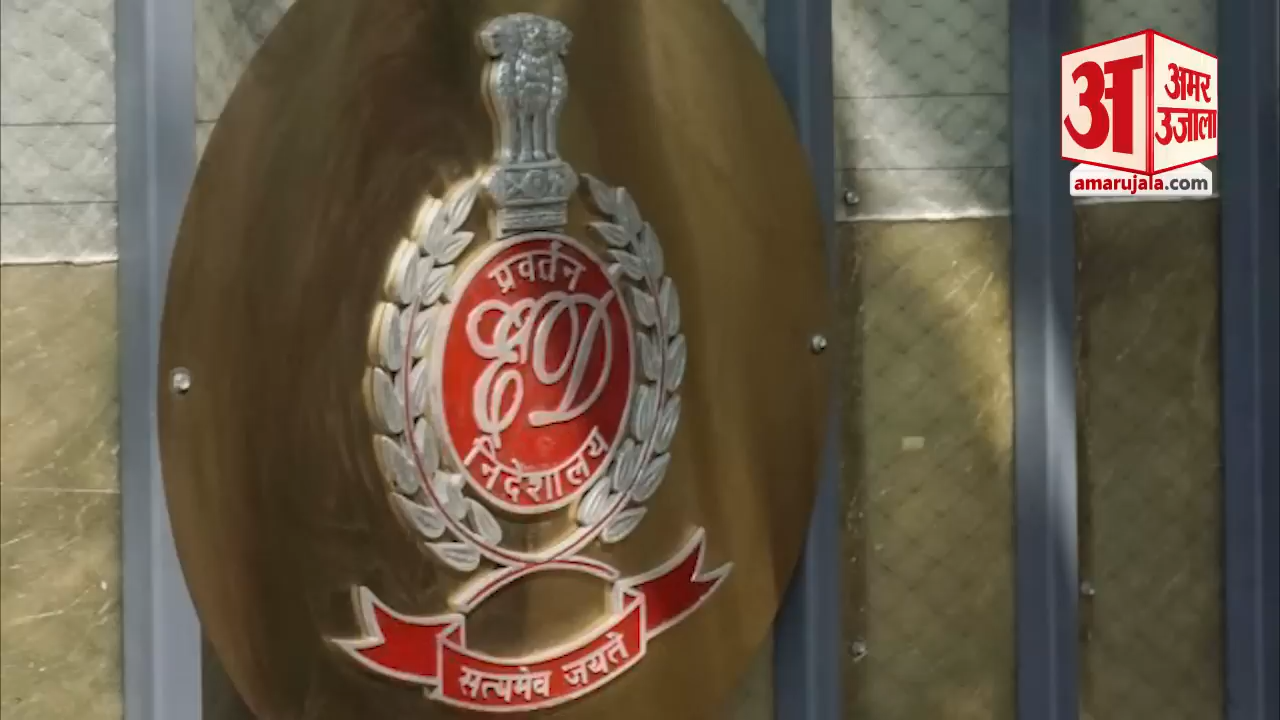 प्रवर्तन
ED
निदेशालय
सत्यमेव जयते
अ
अमर
उजाला
amarujala.com